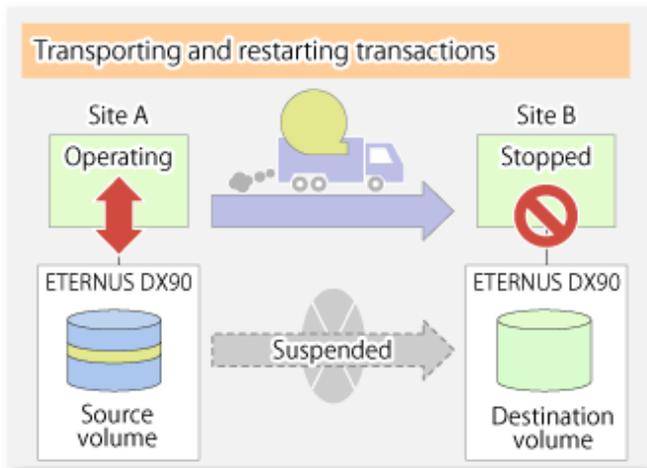 Transporting and restarting transactions
Site A
Site B
Operating
Stopped
ETERNUS DX90
ETERNUS DX90
Suspended
Source
volume
Destination
volume